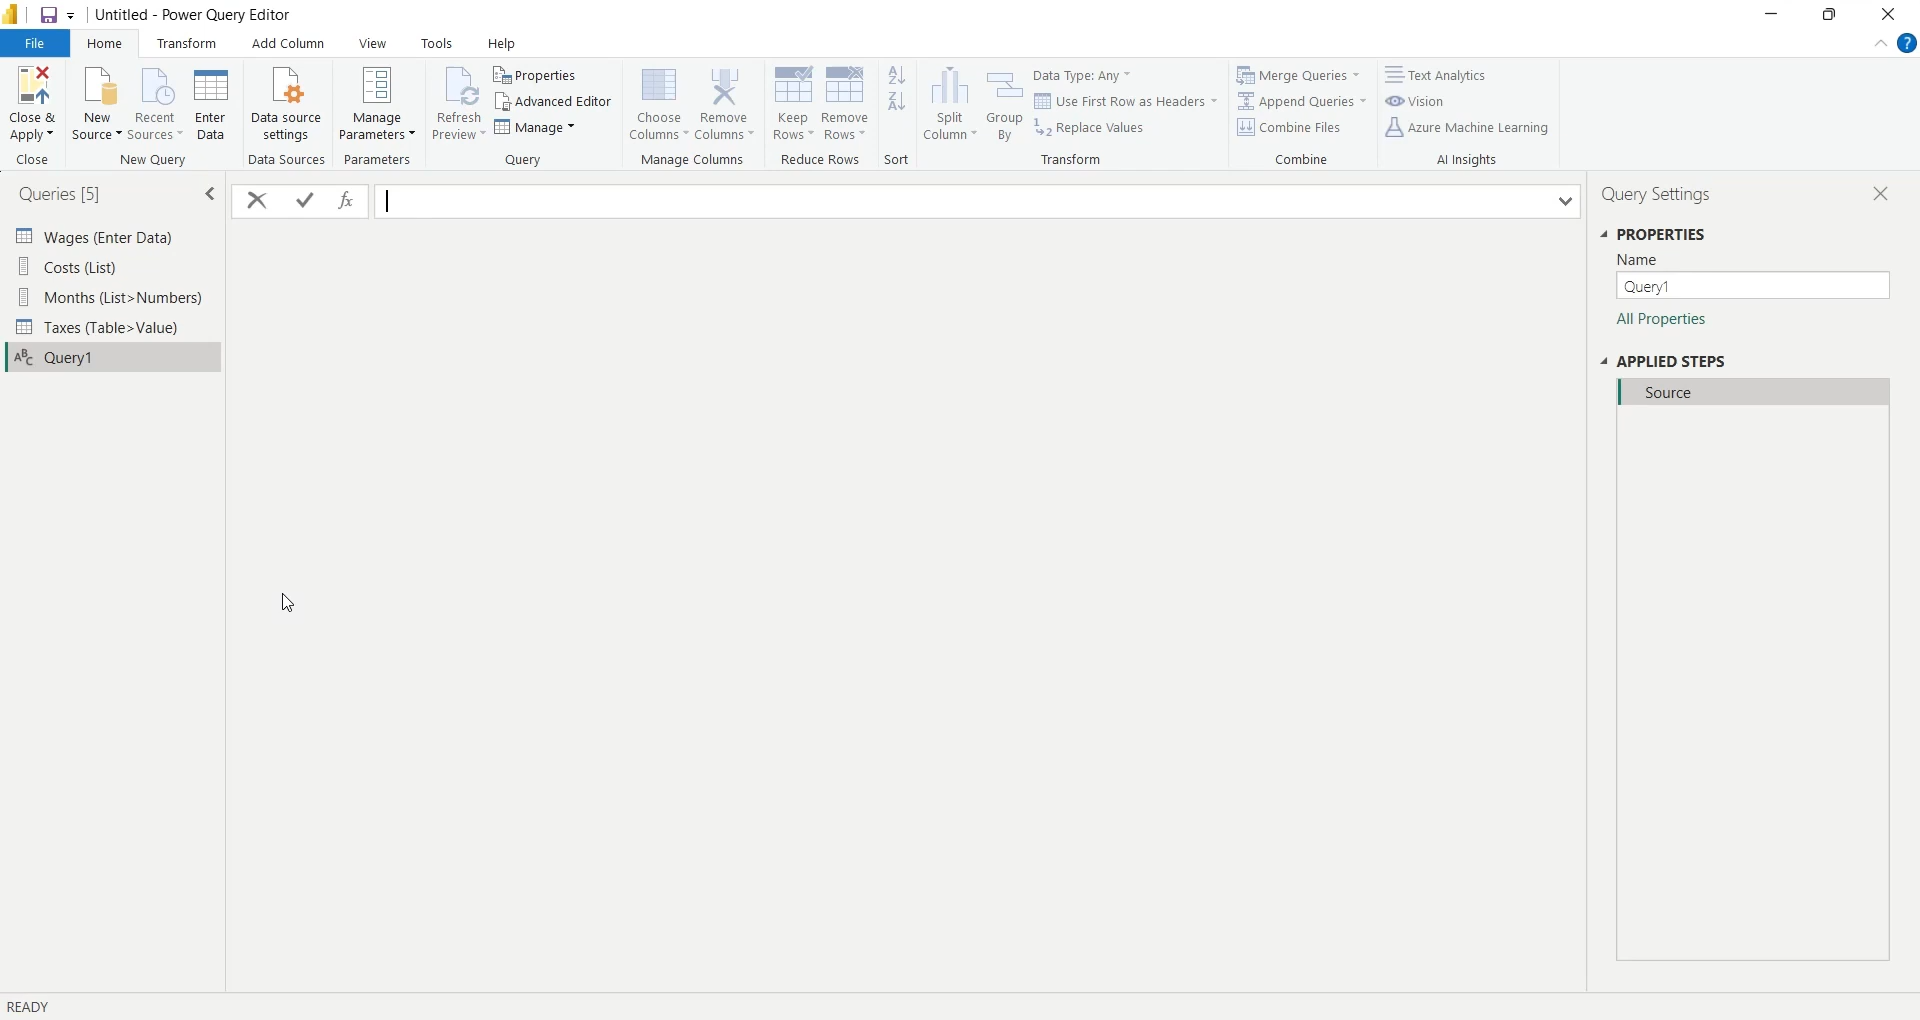 Untitled - Power Query Editor
File
Home
Transform
Add Column
View
Tools
Help
?
Close &
Apply
Close
New
Source
Recent
Sources
Enter
Data
New Query
Data source
settings
Data Sources
Manage
Parameters
Parameters
Refresh
Preview
Properties
Advanced Editor
Manage
Query
Choose
Columns
Remove
Columns
Manage Columns
Keep
Rows
Remove
Rows
Reduce Rows
Sort
Split
Column
Group
By
Data Type: Any
Use First Row as Headers
Replace Values
Transform
Merge Queries
Append Queries
Combine Files
Combine
Text Analytics
Vision
Azure Machine Learning
AI Insights
Queries [5]
Wages (Enter Data)
Costs (List)
Months (List>Numbers)
Taxes (Table>Value)
Query1
fx
Query Settings
PROPERTIES
Name
Query1
All Properties
APPLIED STEPS
Source
READY